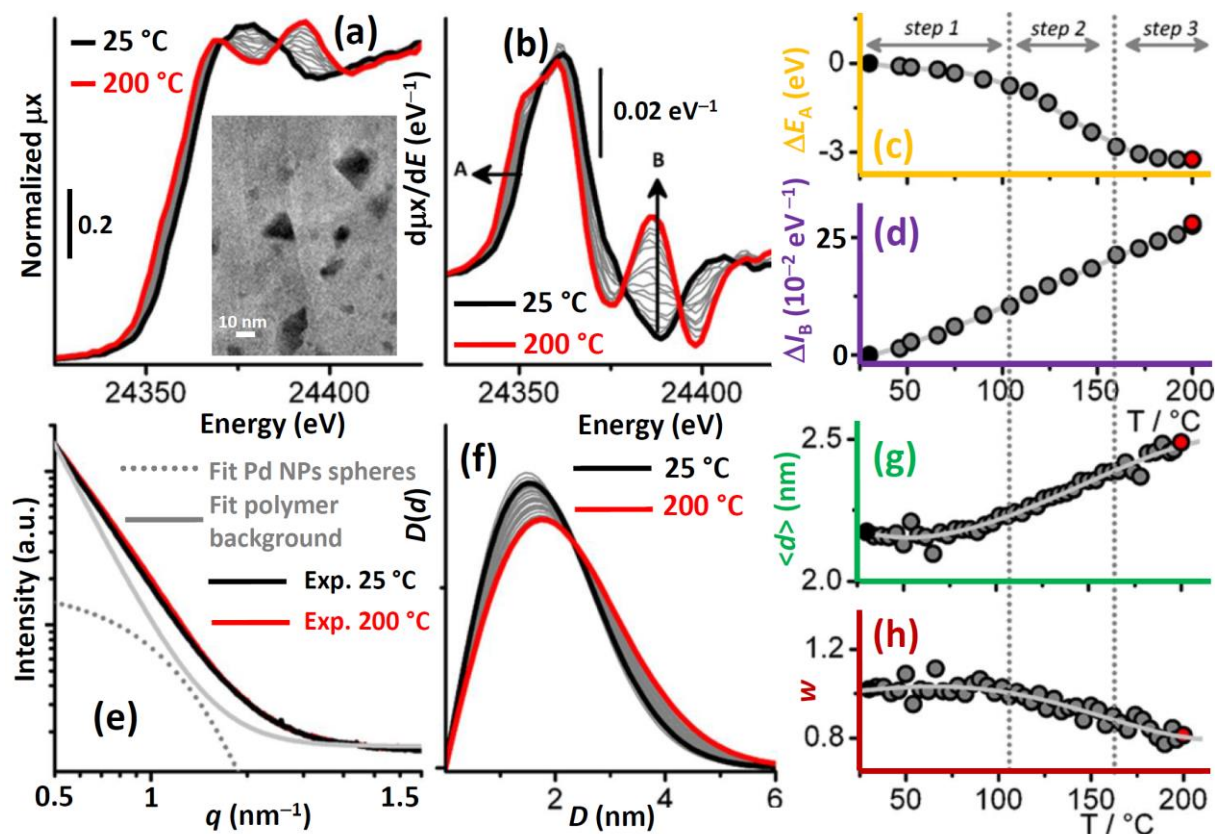 25 °C
200 °C
(a)
Normalized μx
0.2
10 nm
24350
24400
Energy (eV)
(b)
0.02 eV⁻¹
A
B
dμx/dE (eV⁻¹)
25 °C
200 °C
24350
24400
Energy (eV)
step 1
step 2
step 3
ΔE_A (eV)
0
-3
(c)
(d)
ΔI_B (10⁻² eV⁻¹)
25
0
50
100
150
200
T / °C
Fit Pd NPs spheres
Fit polymer
background
Exp. 25 °C
Exp. 200 °C
Intensity (a.u.)
(e)
0.5
1
1.5
q (nm⁻¹)
(f)
25 °C
200 °C
D(d)
2
4
6
D (nm)
(g)
<d> (nm)
2.5
2.0
(h)
w
1.2
0.8
50
100
150
200
T / °C